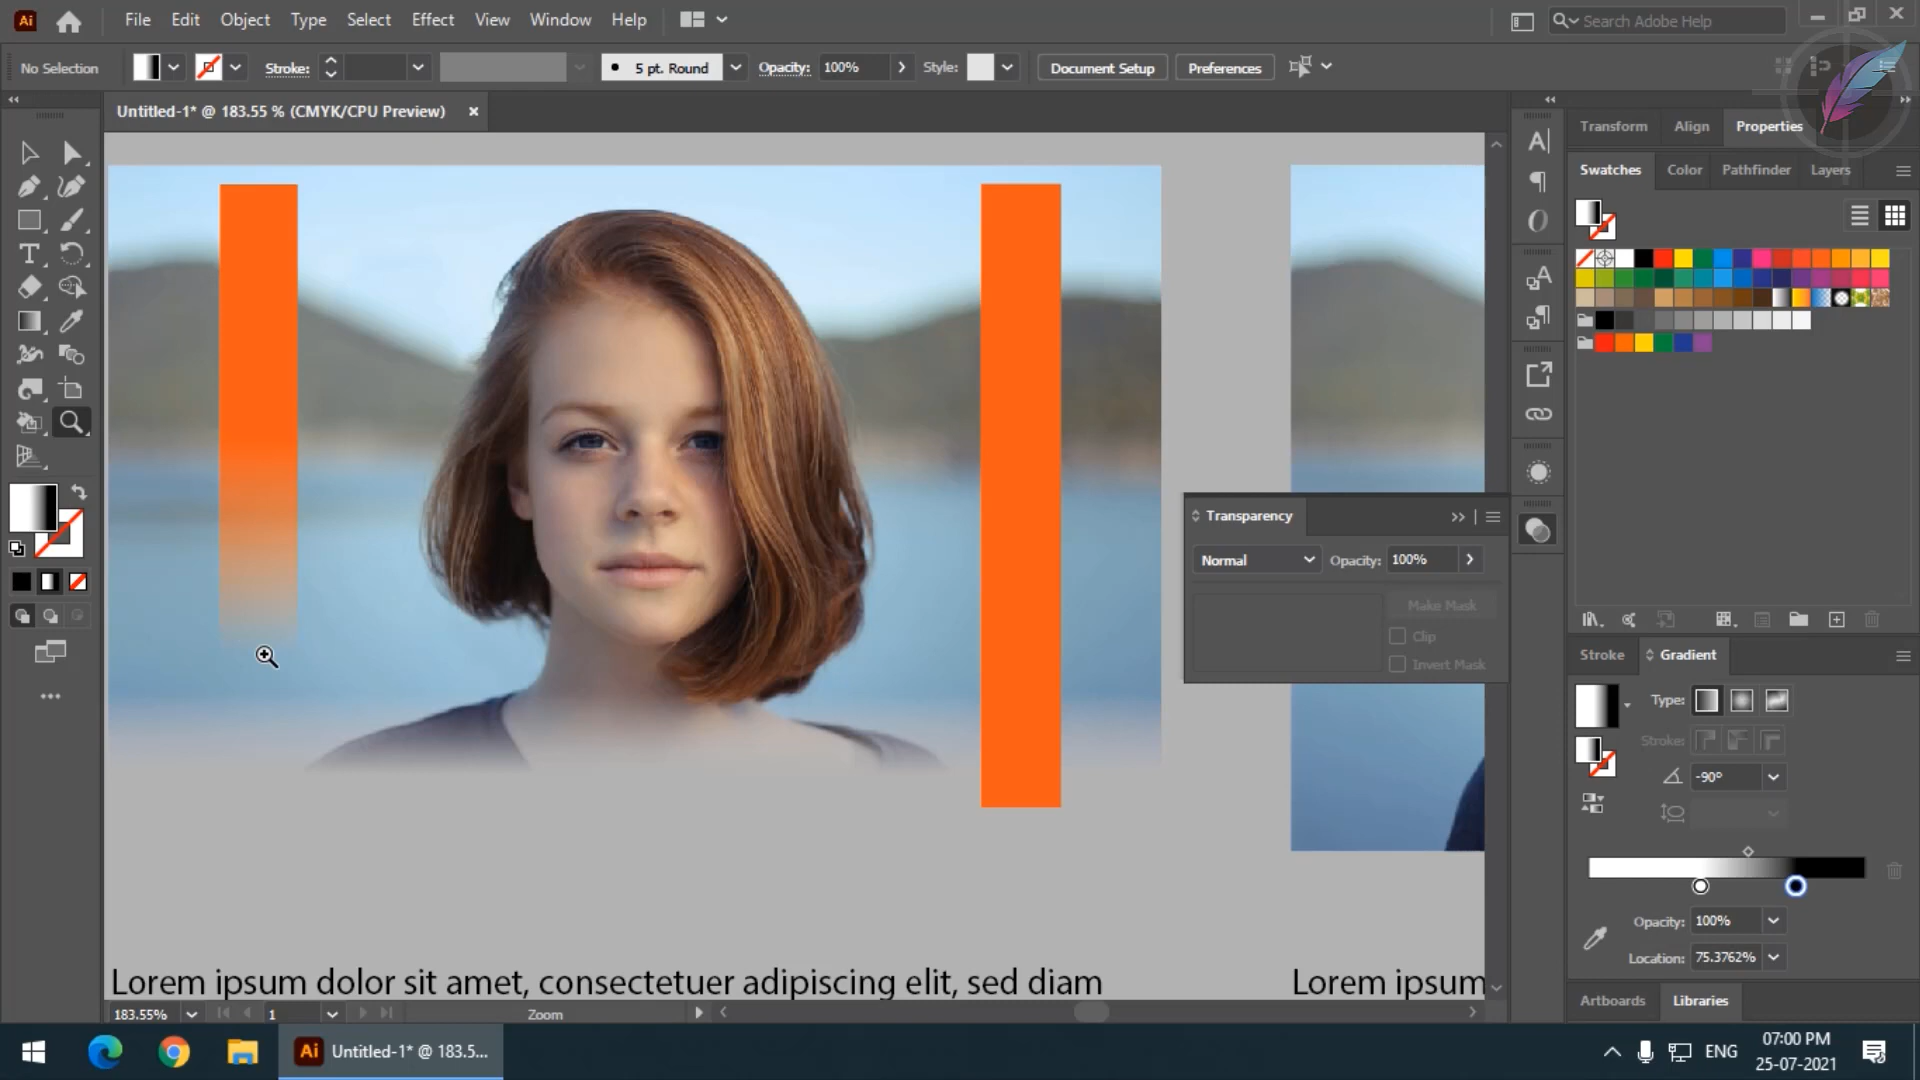 Ai File Edit Object Type Select Effect View Window Help Search Adobe Help
No Selection Stroke: 5 pt. Round Opacity: 100% Style: Document Setup Preferences
Untitled-1* @ 183.55 % (CMYK/CPU Preview) ×
Transform Align Properties
Swatches Color Pathfinder Layers
Transparency
Normal Opacity: 100%
Make Mask
Clip
Invert Mask
Stroke Gradient
Type:
Stroke:
-90°
Opacity: 100%
Location: 75.3762%
Artboards Libraries
Lorem ipsum dolor sit amet, consectetuer adipiscing elit, sed diam
Lorem ipsum
183.55% 1 Zoom
Ai Untitled-1* @ 183.5...
ENG
07:00 PM
25-07-2021